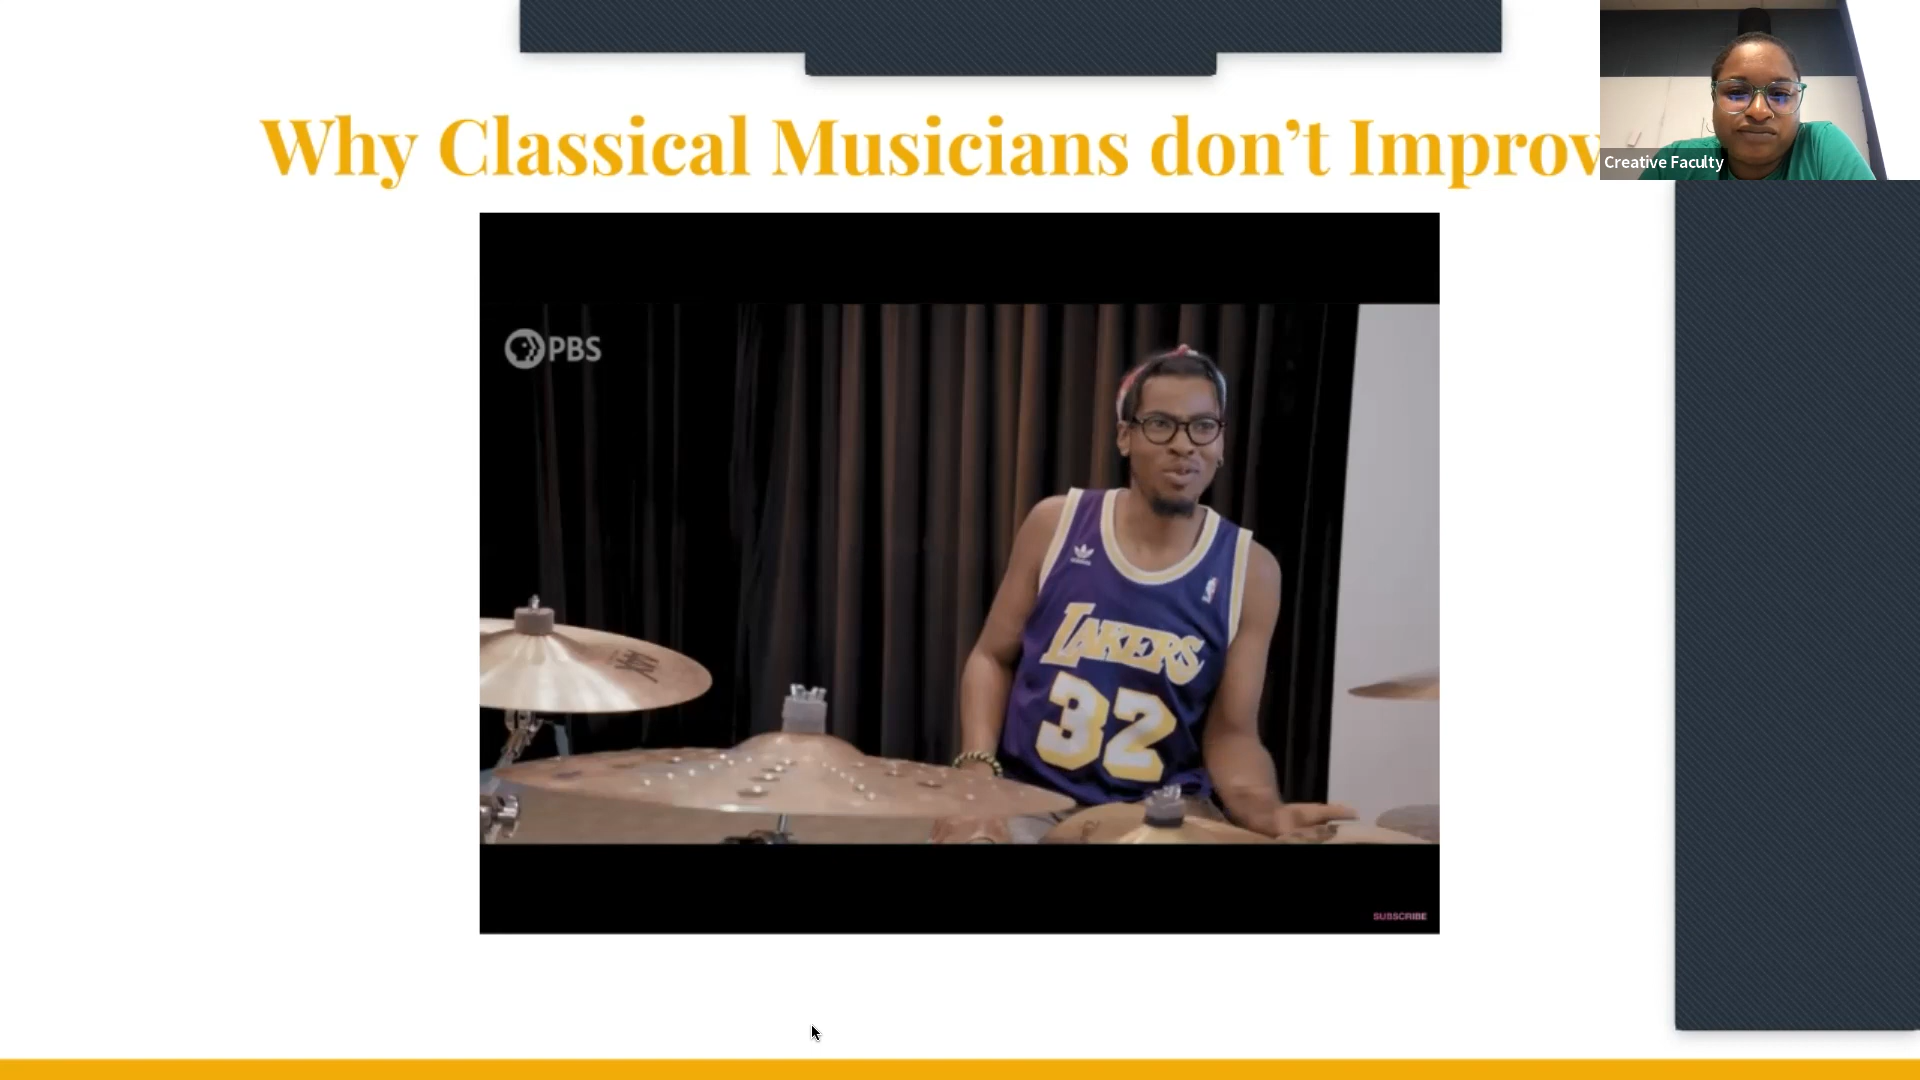 Why Classical Musicians don’t Improv
Creative Faculty
PBS
LAKERS
32
SUBSCRIBE